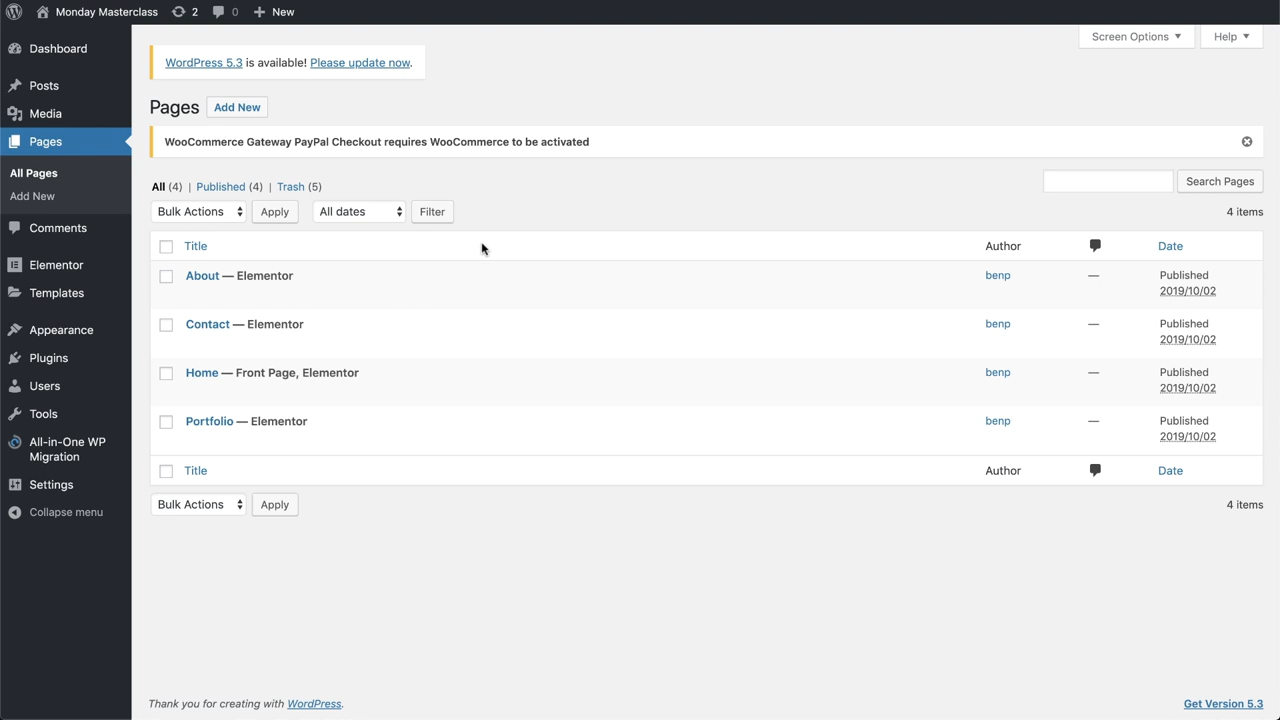 Monday Masterclass 2 0 New
Screen Options Help
Dashboard
Posts
Media
Pages
All Pages
Add New
Comments
Elementor
Templates
Appearance
Plugins
Users
Tools
All-in-One WP
Migration
Settings
Collapse menu
WordPress 5.3 is available! Please update now.
Pages Add New
WooCommerce Gateway PayPal Checkout requires WooCommerce to be activated
All (4) | Published (4) | Trash (5)
Search Pages
Bulk Actions Apply All dates Filter 4 items
Title Author Date
About — Elementor benp — Published
2019/10/02
Contact — Elementor benp — Published
2019/10/02
Home — Front Page, Elementor benp — Published
2019/10/02
Portfolio — Elementor benp — Published
2019/10/02
Title Author Date
Bulk Actions Apply 4 items
Thank you for creating with WordPress. Get Version 5.3